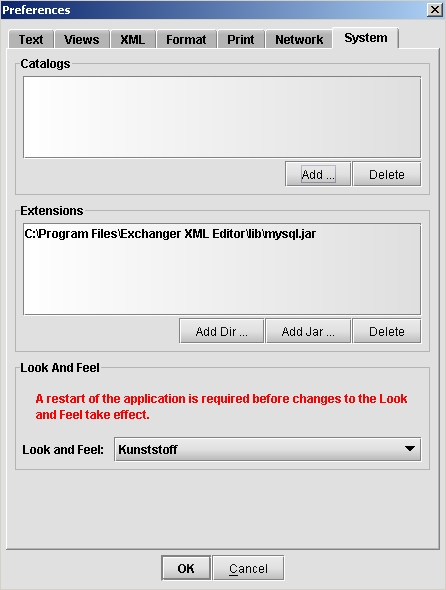 Preferences
Text Views XML Format Print Network System
Catalogs
Add ... Delete
Extensions
C:\Program Files\Exchanger XML Editor\lib\mysql.jar
Add Dir ... Add Jar ... Delete
Look And Feel
A restart of the application is required before changes to the Look
and Feel take effect.
Look and Feel: Kunststoff
OK Cancel